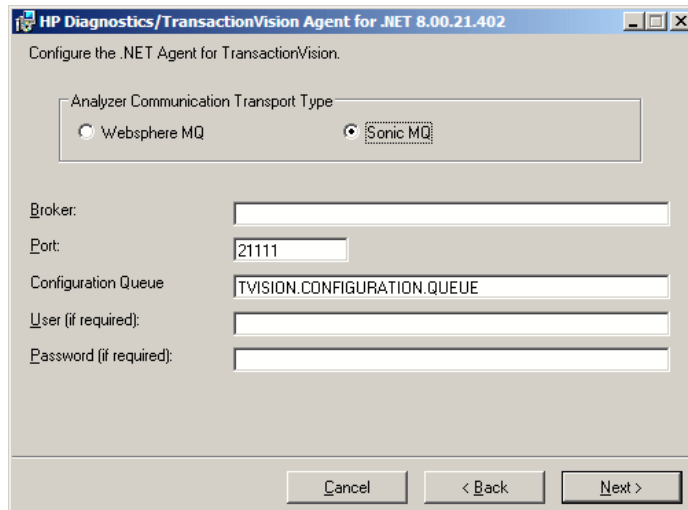 HP Diagnostics/TransactionVision Agent for .NET 8.00.21.402
Configure the .NET Agent for TransactionVision.
Analyzer Communication Transport Type
Websphere MQ
Sonic MQ
Broker:
Port: 21111
Configuration Queue TVISION.CONFIGURATION.QUEUE
User (if required):
Password (if required):
Cancel < Back Next >